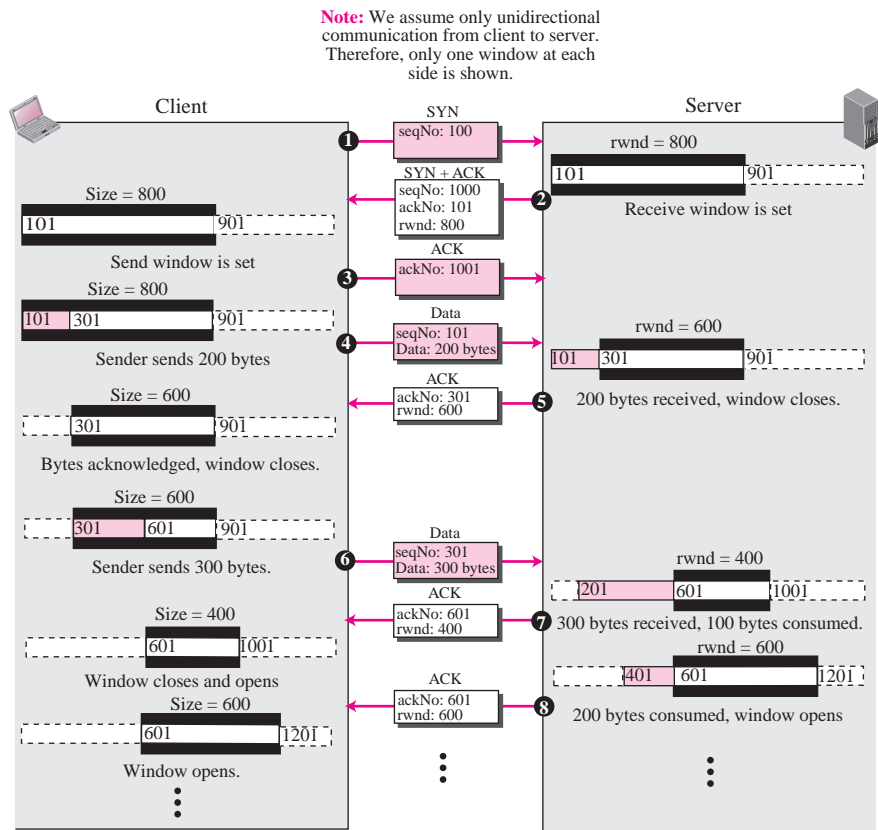 Note: We assume only unidirectional
communication from client to server.
Therefore, only one window at each
side is shown.
Client
Server
SYN
1
seqNo: 100
rwnd = 800
101
901
Receive window is set
SYN + ACK
seqNo: 1000
ackNo: 101
rwnd: 800
2
Size = 800
101
901
Send window is set
ACK
3
ackNo: 1001
Size = 800
101
301
901
Sender sends 200 bytes
Data
4
seqNo: 101
Data: 200 bytes
rwnd = 600
101
301
901
200 bytes received, window closes.
ACK
ackNo: 301
rwnd: 600
5
Size = 600
301
901
Bytes acknowledged, window closes.
Size = 600
301
601
901
Sender sends 300 bytes.
Data
6
seqNo: 301
Data: 300 bytes
rwnd = 400
201
601
1001
300 bytes received, 100 bytes consumed.
ACK
ackNo: 601
rwnd: 400
7
Size = 400
601
1001
Window closes and opens
rwnd = 600
401
601
1201
200 bytes consumed, window opens
ACK
ackNo: 601
rwnd: 600
8
Size = 600
601
1201
Window opens.